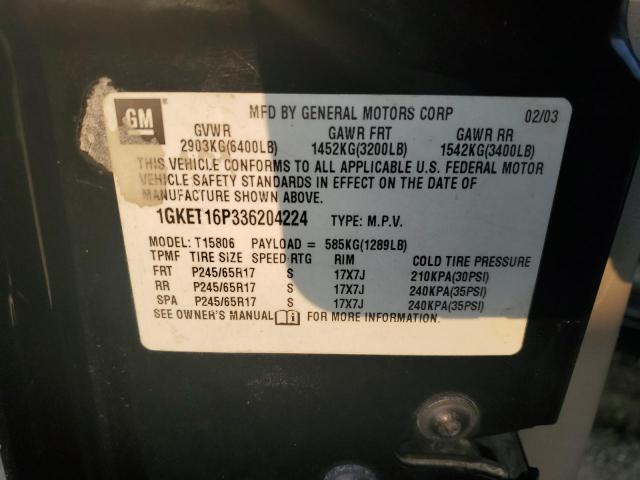 GM
MFD BY GENERAL MOTORS CORP 02/03
GVWR GAWR FRT GAWR RR
2903KG(6400LB) 1452KG(3200LB) 1542KG(3400LB)
THIS VEHICLE CONFORMS TO ALL APPLICABLE U.S. FEDERAL MOTOR
VEHICLE SAFETY STANDARDS IN EFFECT ON THE DATE OF
MANUFACTURE SHOWN ABOVE.
1GKET16P336204224 TYPE: M.P.V.
MODEL: T15806 PAYLOAD = 585KG(1289LB)
TPMF TIRE SIZE SPEED RTG RIM COLD TIRE PRESSURE
FRT P245/65R17 S 17X7J 210KPA(30PSI)
RR P245/65R17 S 17X7J 240KPA(35PSI)
SPA P245/65R17 S 17X7J 240KPA(35PSI)
SEE OWNER'S MANUAL FOR MORE INFORMATION.